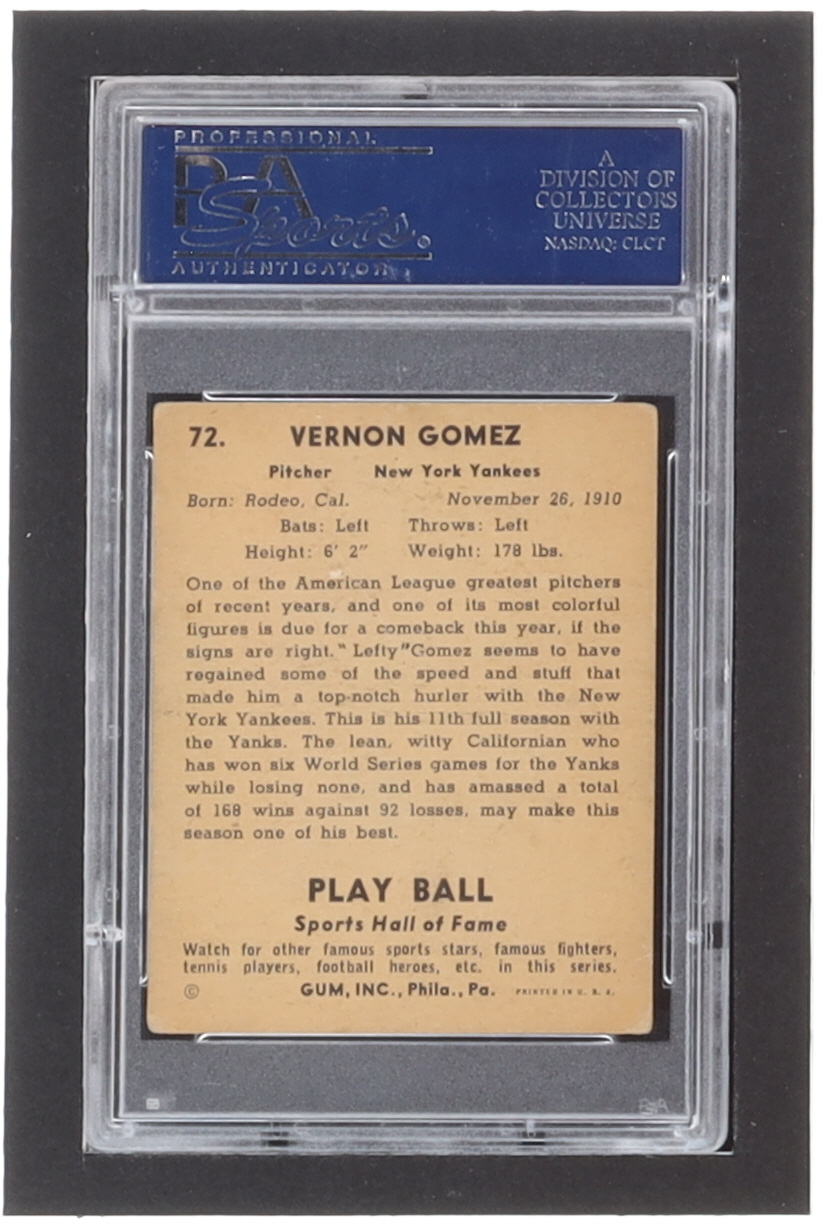 PROFESSIONAL
PSA
Sports
AUTHENTICATOR
A
DIVISION OF
COLLECTORS
UNIVERSE
NASDAQ: CLCT
72. VERNON GOMEZ
Pitcher New York Yankees
Born: Rodeo, Cal. November 26, 1910
Bats: Left Throws: Left
Height: 6' 2" Weight: 178 lbs.
One of the American League greatest pitchers
of recent years, and one of its most colorful
figures is due for a comeback this year, if the
signs are right. "Lefty" Gomez seems to have
regained some of the speed and stuff that
made him a top-notch hurler with the New
York Yankees. This is his 11th full season with
the Yanks. The lean, witty Californian who
has won six World Series games for the Yanks
while losing none, and has amassed a total
of 168 wins against 92 losses, may make this
season one of his best.
PLAY BALL
Sports Hall of Fame
Watch for other famous sports stars, famous fighters,
tennis players, football heroes, etc. in this series.
© GUM, INC., Phila., Pa. PRINTED IN U. S. A.
PSA